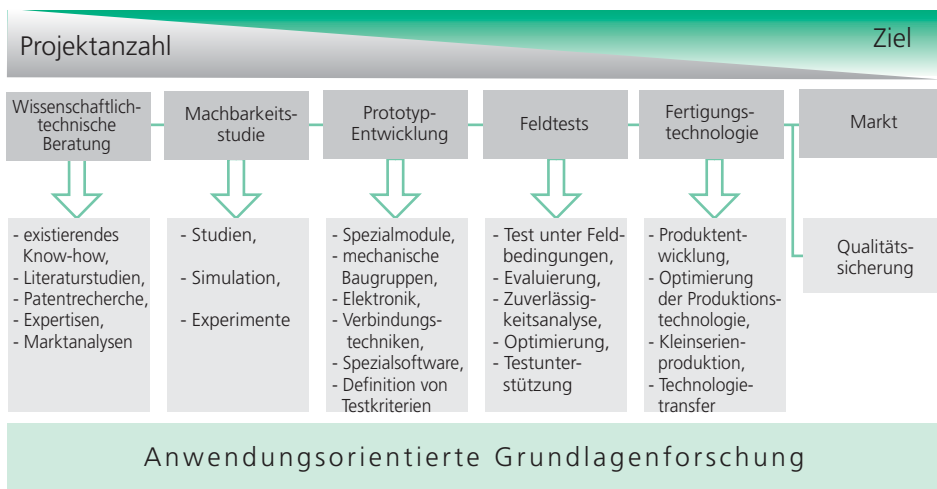 Projektanzahl
Ziel
Wissenschaftlich-
technische
Beratung
Machbarkeits-
studie
Prototyp-
Entwicklung
Feldtests
Fertigungs-
technologie
Markt
- existierendes
Know-how,
- Literaturstudien,
- Patentrecherche,
- Expertisen,
- Marktanalysen
- Studien,
- Simulation,
- Experimente
- Spezialmodule,
- mechanische
Baugruppen,
- Elektronik,
- Verbindungs-
techniken,
- Spezialsoftware,
- Definition von
Testkriterien
- Test unter Feld-
bedingungen,
- Evaluierung,
- Zuverlässig-
keitsanalyse,
- Optimierung,
- Testunter-
stützung
- Produktent-
wicklung,
- Optimierung
der Produktions-
technologie,
- Kleinserien-
produktion,
- Technologie-
transfer
Qualitäts-
sicherung
Anwendungsorientierte Grundlagenforschung